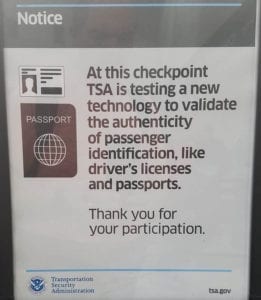 Notice
PASSPORT
At this checkpoint
TSA is testing a new
technology to validate
the authenticity
of passenger
identification, like
driver's licenses
and passports.
Thank you for
your participation.
Transportation
Security
Administration
tsa.gov